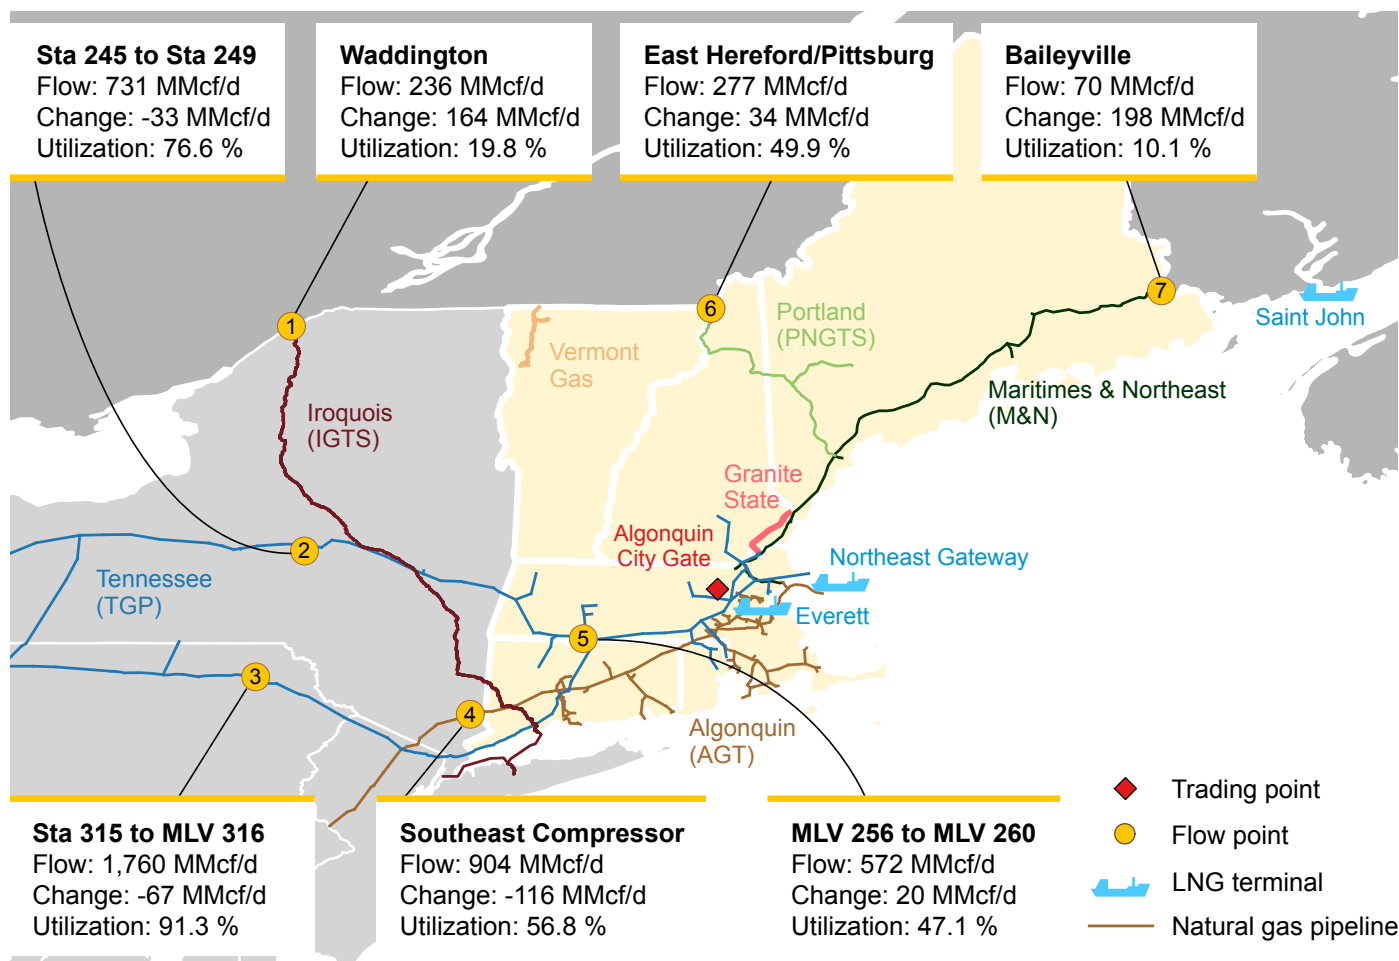 Sta 245 to Sta 249
Flow: 731 MMcf/d
Change: -33 MMcf/d
Utilization: 76.6 %
Waddington
Flow: 236 MMcf/d
Change: 164 MMcf/d
Utilization: 19.8 %
East Hereford/Pittsburg
Flow: 277 MMcf/d
Change: 34 MMcf/d
Utilization: 49.9 %
Baileyville
Flow: 70 MMcf/d
Change: 198 MMcf/d
Utilization: 10.1 %
7
6
1
Saint John
Portland
(PNGTS)
Vermont
Gas
Maritimes & Northeast
(M&N)
Iroquois
(IGTS)
Granite
State
Algonquin
City Gate
2
Northeast Gateway
Tennessee
(TGP)
Everett
5
3
4
Algonquin
(AGT)
Sta 315 to MLV 316
Flow: 1,760 MMcf/d
Change: -67 MMcf/d
Utilization: 91.3 %
Southeast Compressor
Flow: 904 MMcf/d
Change: -116 MMcf/d
Utilization: 56.8 %
MLV 256 to MLV 260
Flow: 572 MMcf/d
Change: 20 MMcf/d
Utilization: 47.1 %
Trading point
Flow point
LNG terminal
Natural gas pipeline